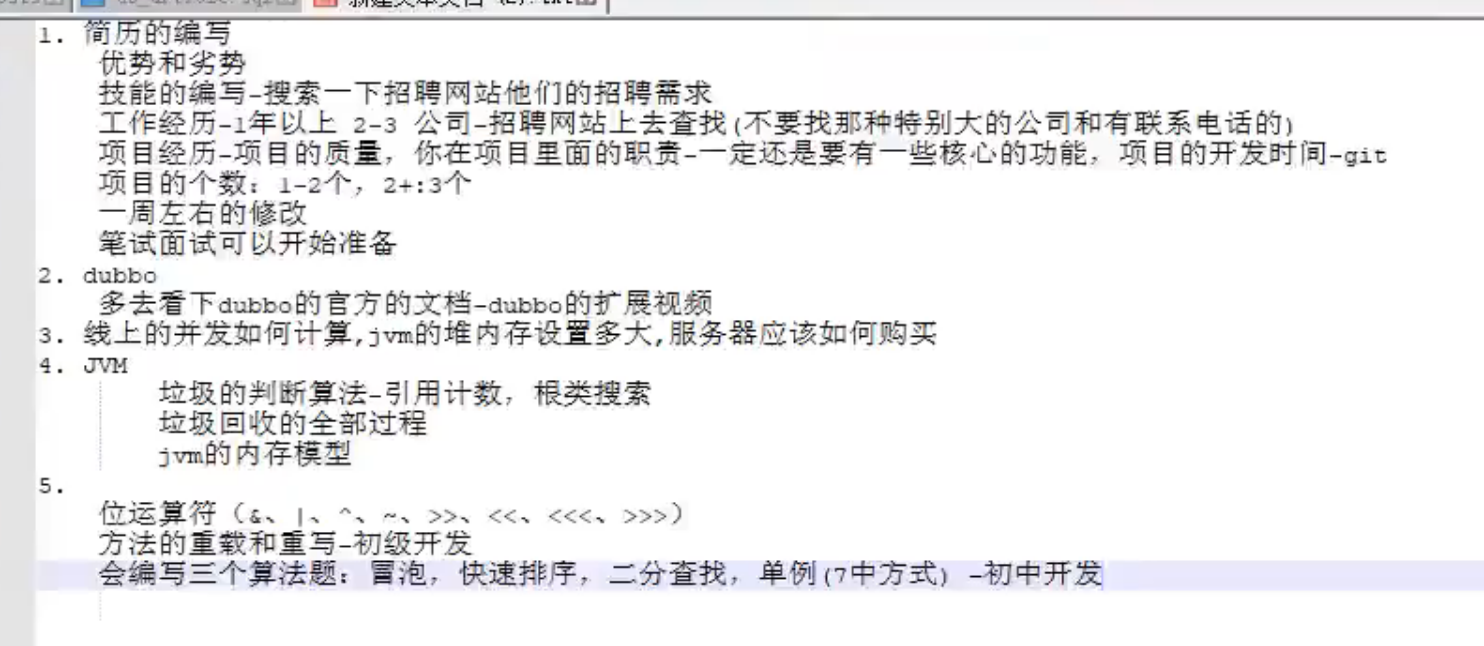 1. 简历的编写
优势和劣势
技能的编写-搜索一下招聘网站他们的招聘需求
工作经历-1年以上 2-3 公司-招聘网站上去查找(不要找那种特别大的公司和有联系电话的)
项目经历-项目的质量，你在项目里面的职责-一定还是要有一些核心的功能，项目的开发时间-git
项目的个数：1-2个，2+:3个
一周左右的修改
笔试面试可以开始准备
2. dubbo
多去看下dubbo的官方的文档-dubbo的扩展视频
3. 线上的并发如何计算,jvm的堆内存设置多大,服务器应该如何购买
4. JVM
垃圾的判断算法-引用计数，根类搜索
垃圾回收的全部过程
jvm的内存模型
5.
位运算符（&、|、^、~、>>、<<、<<<、>>>）
方法的重载和重写-初级开发
会编写三个算法题：冒泡，快速排序，二分查找，单例(7中方式) -初中开发